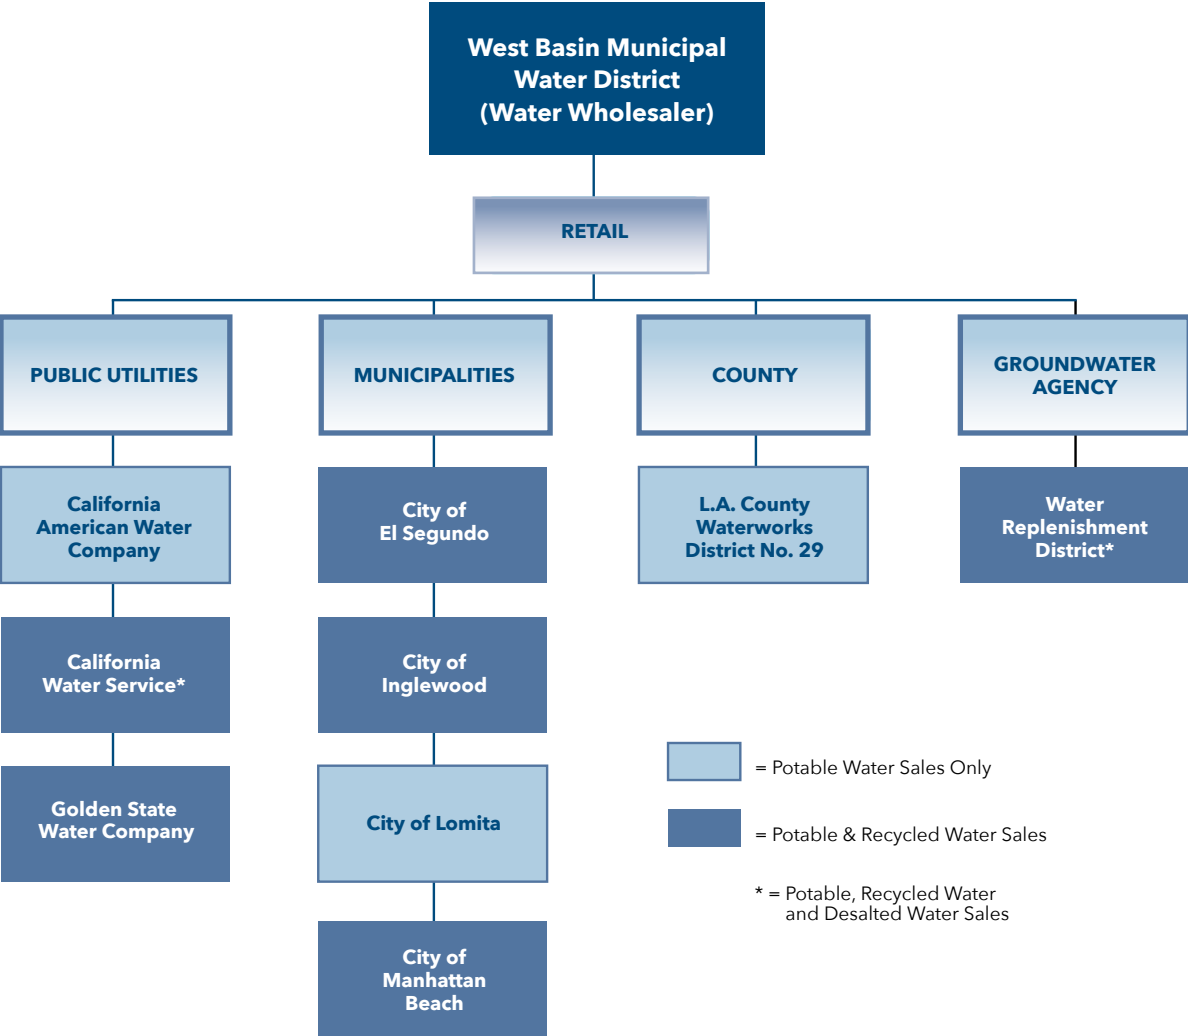 West Basin Municipal
Water District
(Water Wholesaler)
RETAIL
PUBLIC UTILITIES
MUNICIPALITIES
COUNTY
GROUNDWATER
AGENCY
California
American Water
Company
City of
El Segundo
L.A. County
Waterworks
District No. 29
Water
Replenishment
District*
California
Water Service*
City of
Inglewood
Golden State
Water Company
City of Lomita
City of
Manhattan
Beach
= Potable Water Sales Only
= Potable & Recycled Water Sales
* = Potable, Recycled Water
and Desalted Water Sales